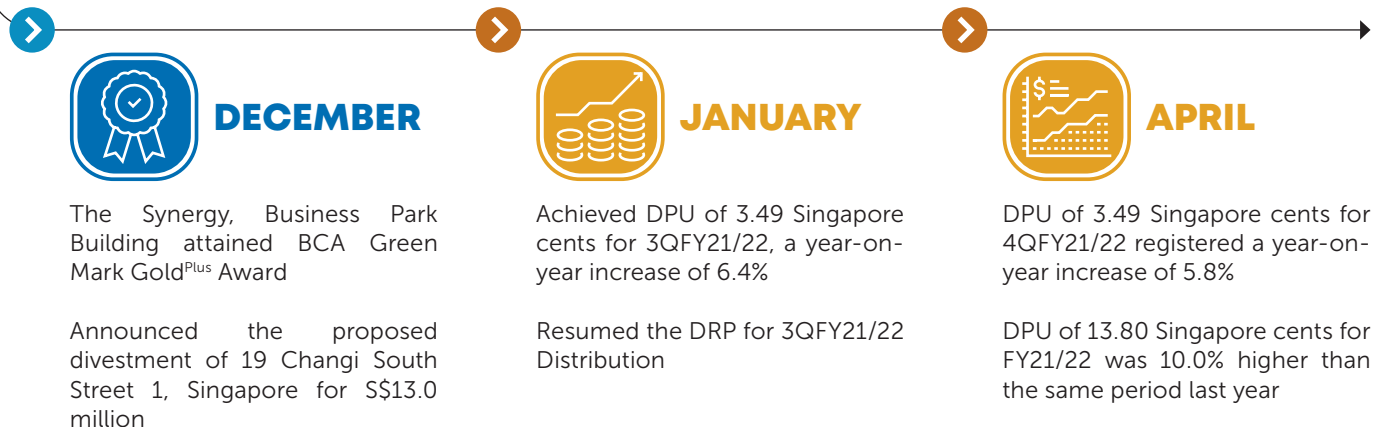 DECEMBER
The Synergy, Business Park
Building attained BCA Green
Mark GoldPlus Award
Announced the proposed
divestment of 19 Changi South
Street 1, Singapore for S$13.0
million
JANUARY
Achieved DPU of 3.49 Singapore
cents for 3QFY21/22, a year-on-
year increase of 6.4%
Resumed the DRP for 3QFY21/22
Distribution
$
APRIL
DPU of 3.49 Singapore cents for
4QFY21/22 registered a year-on-
year increase of 5.8%
DPU of 13.80 Singapore cents for
FY21/22 was 10.0% higher than
the same period last year